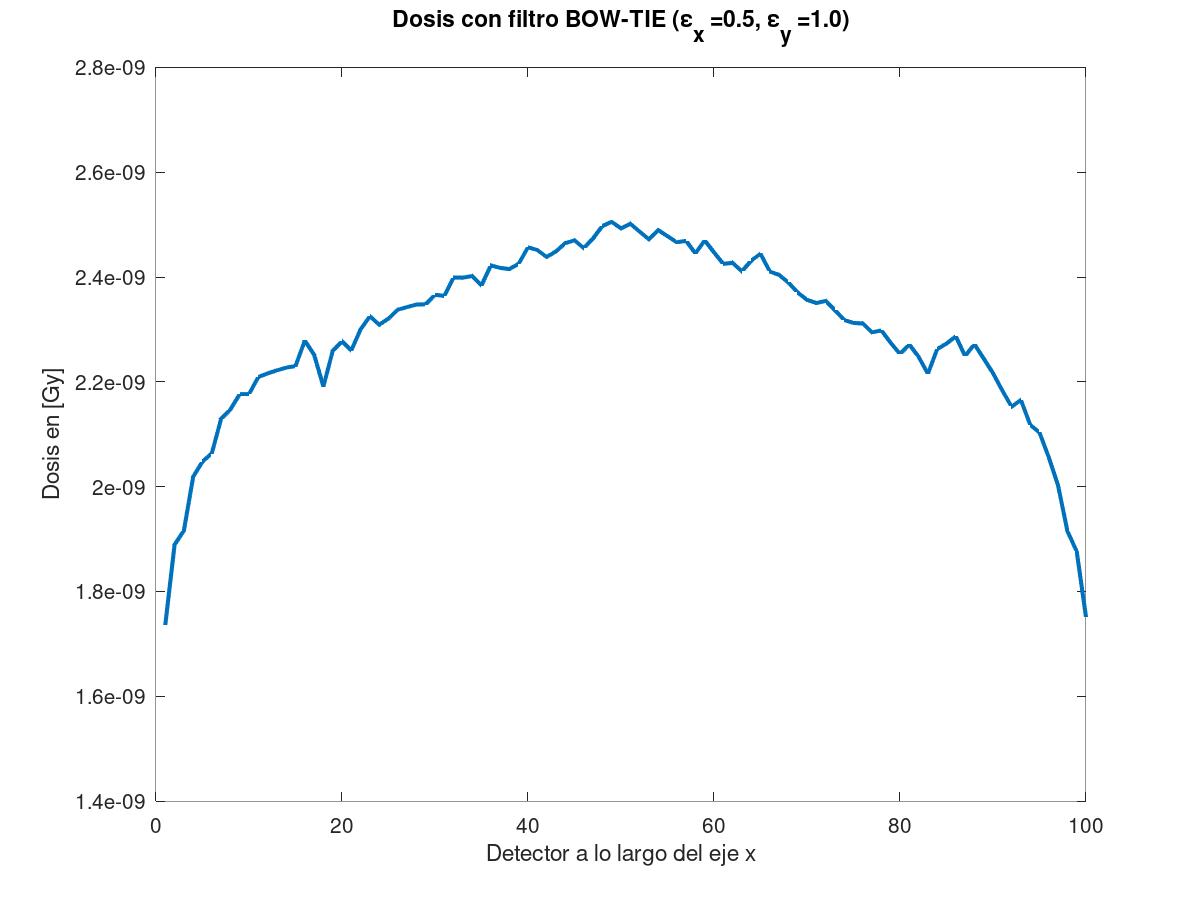 Dosis con filtro BOW-TIE (εx =0.5, εy =1.0)
2.8e-09
2.6e-09
2.4e-09
2.2e-09
2e-09
1.8e-09
1.6e-09
1.4e-09
Dosis en [Gy]
0 20 40 60 80 100
Detector a lo largo del eje x